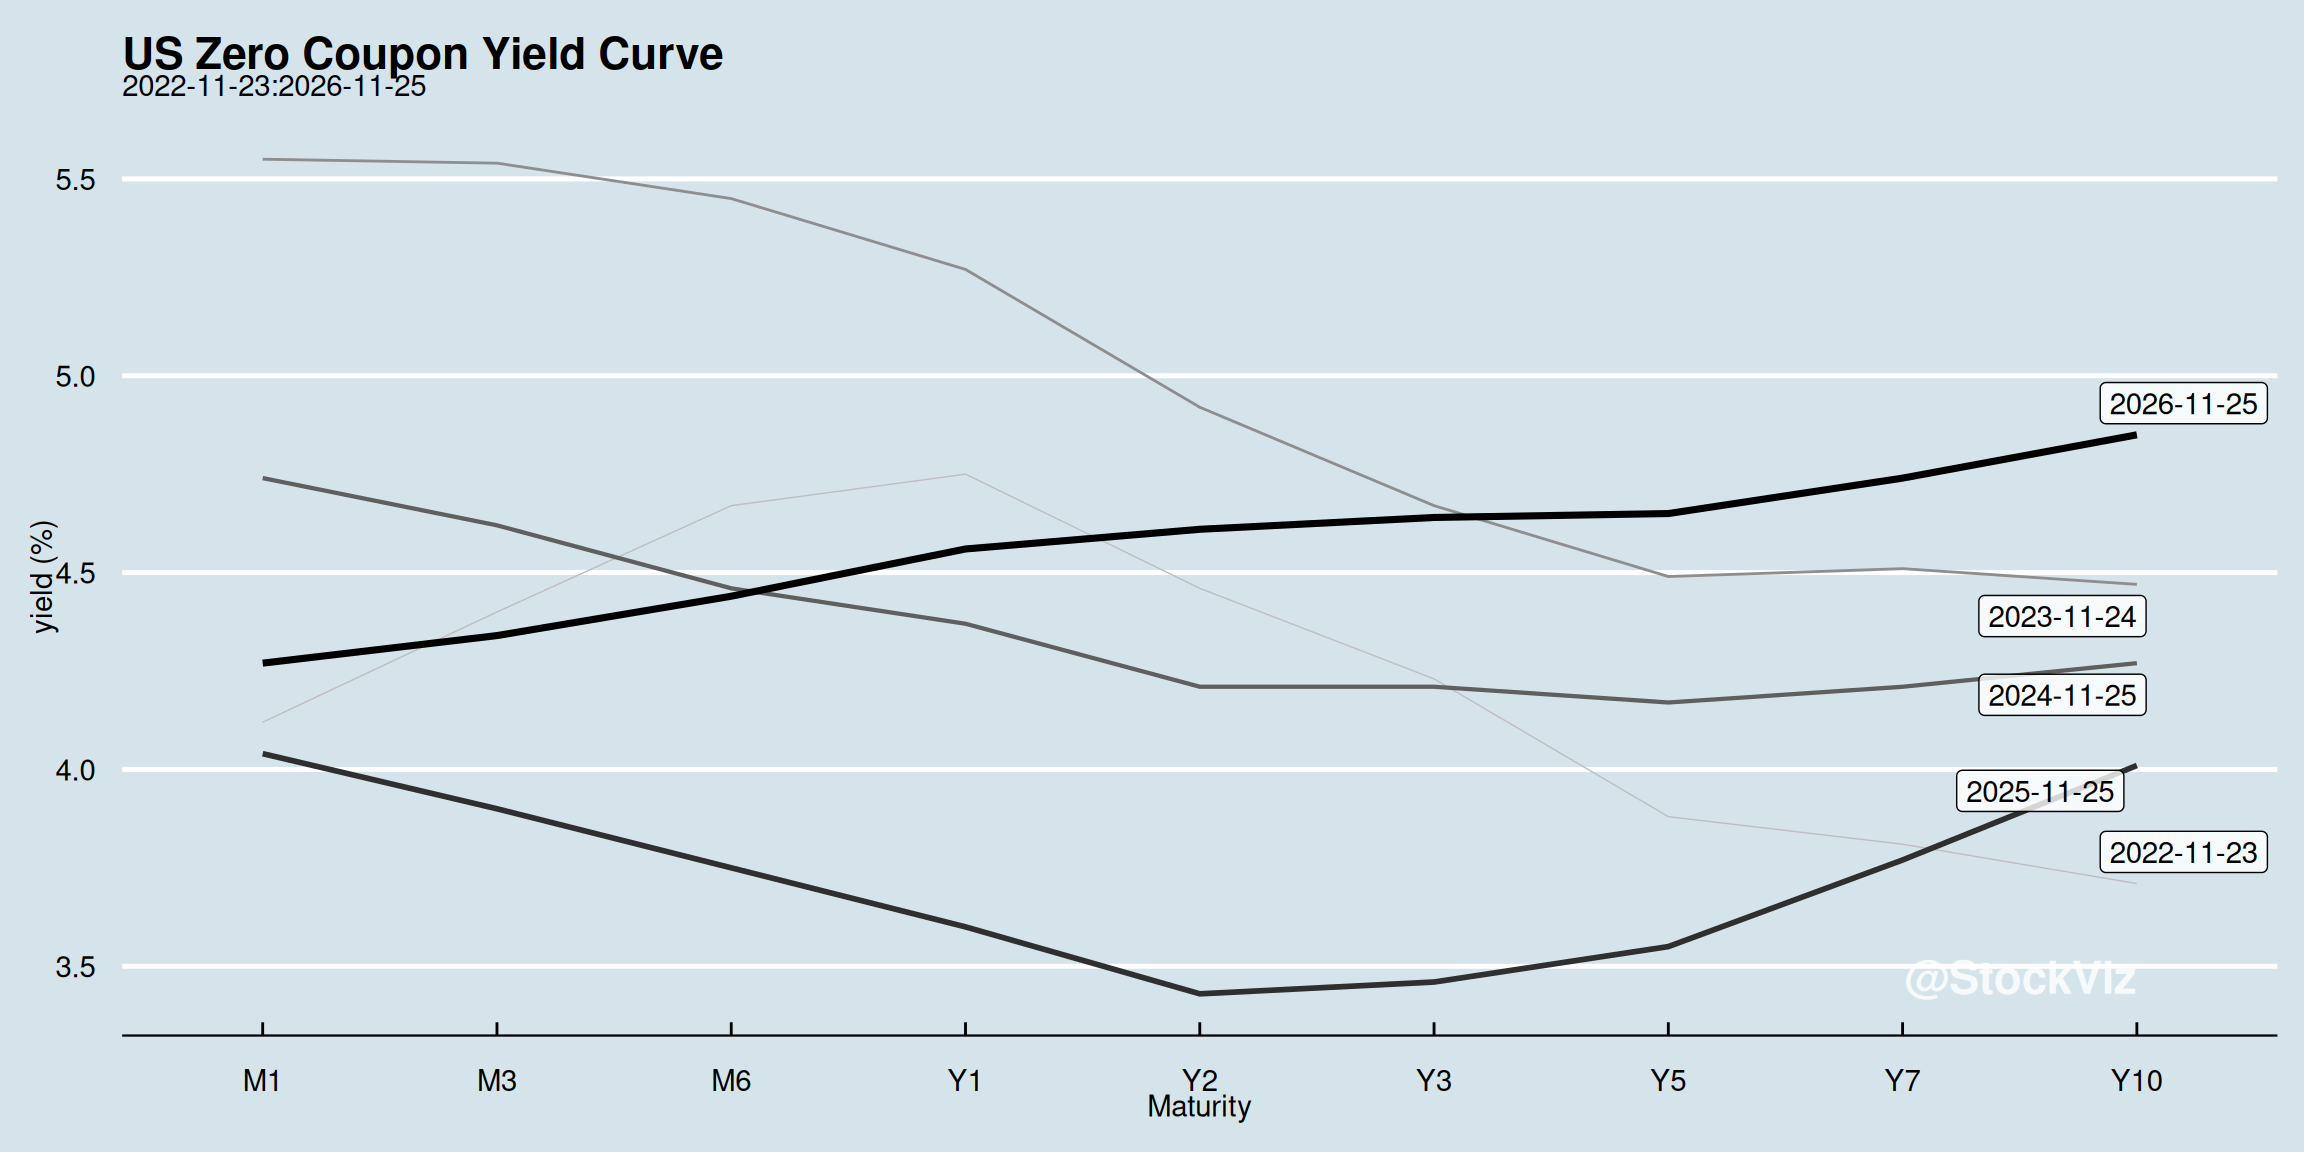 US Zero Coupon Yield Curve
2022-11-23:2026-11-25
5.5
5.0
4.5
4.0
3.5
yield (%)
2026-11-25
2023-11-24
2024-11-25
2025-11-25
2022-11-23
@StockViz
M1 M3 M6 Y1 Y2 Y3 Y5 Y7 Y10
Maturity